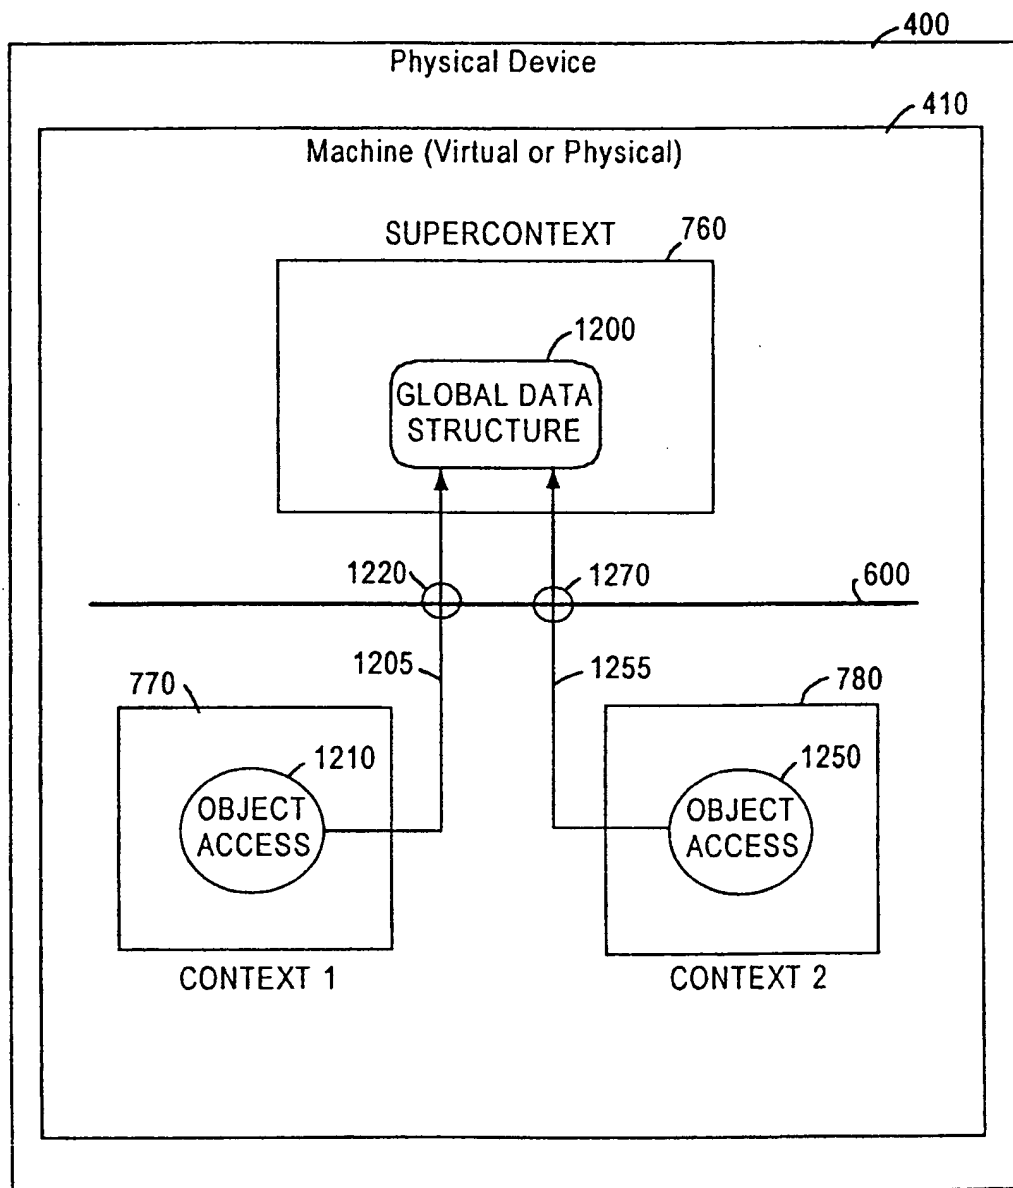 400
Physical Device
410
Machine (Virtual or Physical)
SUPERCONTEXT
760
1200
GLOBAL DATA
STRUCTURE
1220
1270
600
1205
1255
770
780
1210
1250
OBJECT
ACCESS
OBJECT
ACCESS
CONTEXT 1
CONTEXT 2